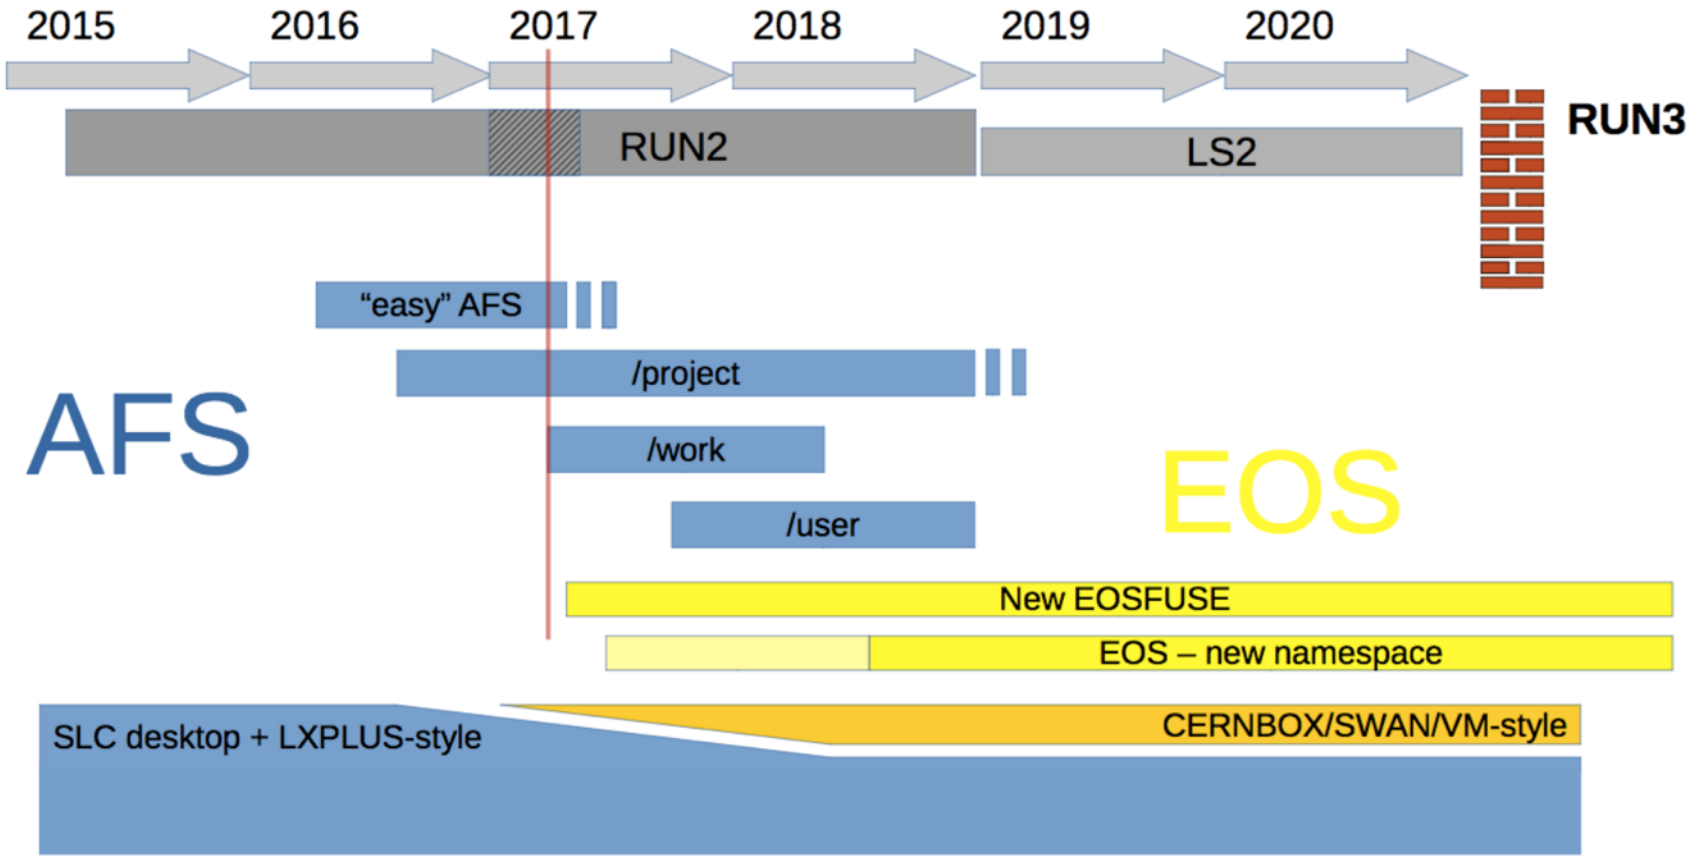 2015 2016 2017 2018 2019 2020
RUN3
RUN2
LS2
“easy” AFS
/project
AFS
/work
EOS
/user
New EOSFUSE
EOS – new namespace
SLC desktop + LXPLUS-style
CERNBOX/SWAN/VM-style